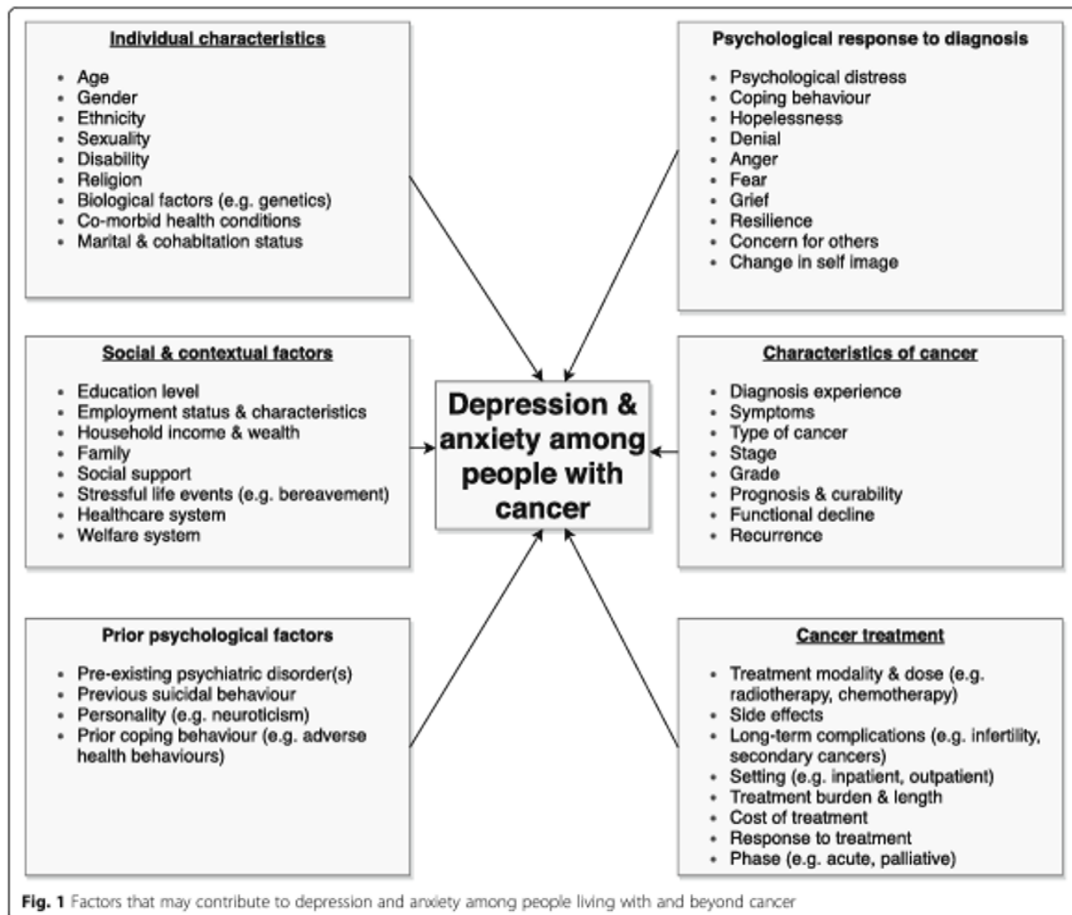 Individual characteristics
Age
Gender
Ethnicity
Sexuality
Disability
Religion
Biological factors (e.g. genetics)
Co-morbid health conditions
Marital & cohabitation status
Psychological response to diagnosis
Psychological distress
Coping behaviour
Hopelessness
Denial
Anger
Fear
Grief
Resilience
Concern for others
Change in self image
Social & contextual factors
Education level
Employment status & characteristics
Household income & wealth
Family
Social support
Stressful life events (e.g. bereavement)
Healthcare system
Welfare system
Depression &
anxiety among
people with
cancer
Characteristics of cancer
Diagnosis experience
Symptoms
Type of cancer
Stage
Grade
Prognosis & curability
Functional decline
Recurrence
Prior psychological factors
Pre-existing psychiatric disorder(s)
Previous suicidal behaviour
Personality (e.g. neuroticism)
Prior coping behaviour (e.g. adverse
health behaviours)
Cancer treatment
Treatment modality & dose (e.g.
radiotherapy, chemotherapy)
Side effects
Long-term complications (e.g. infertility,
secondary cancers)
Setting (e.g. inpatient, outpatient)
Treatment burden & length
Cost of treatment
Response to treatment
Phase (e.g. acute, palliative)
Fig. 1 Factors that may contribute to depression and anxiety among people living with and beyond cancer